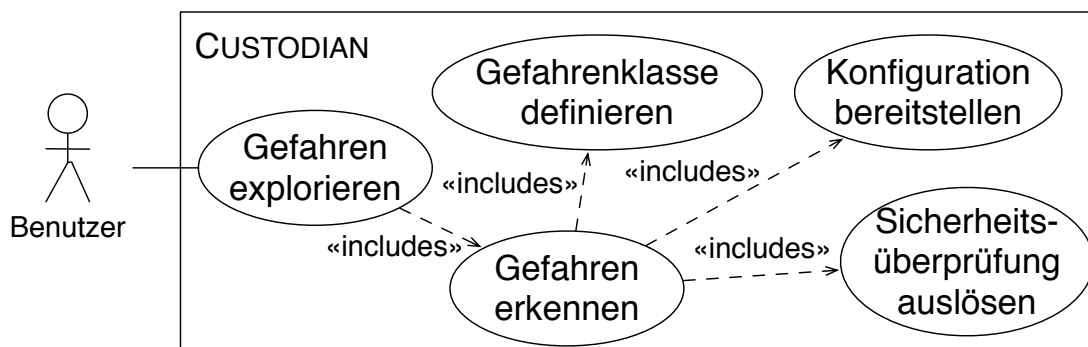 CUSTODIAN
Gefahrenklasse
definieren
Konfiguration
bereitstellen
Gefahren
explorieren
«includes»
«includes»
Benutzer
«includes»
«includes»
Gefahren
erkennen
Sicherheits-
überprüfung
auslösen